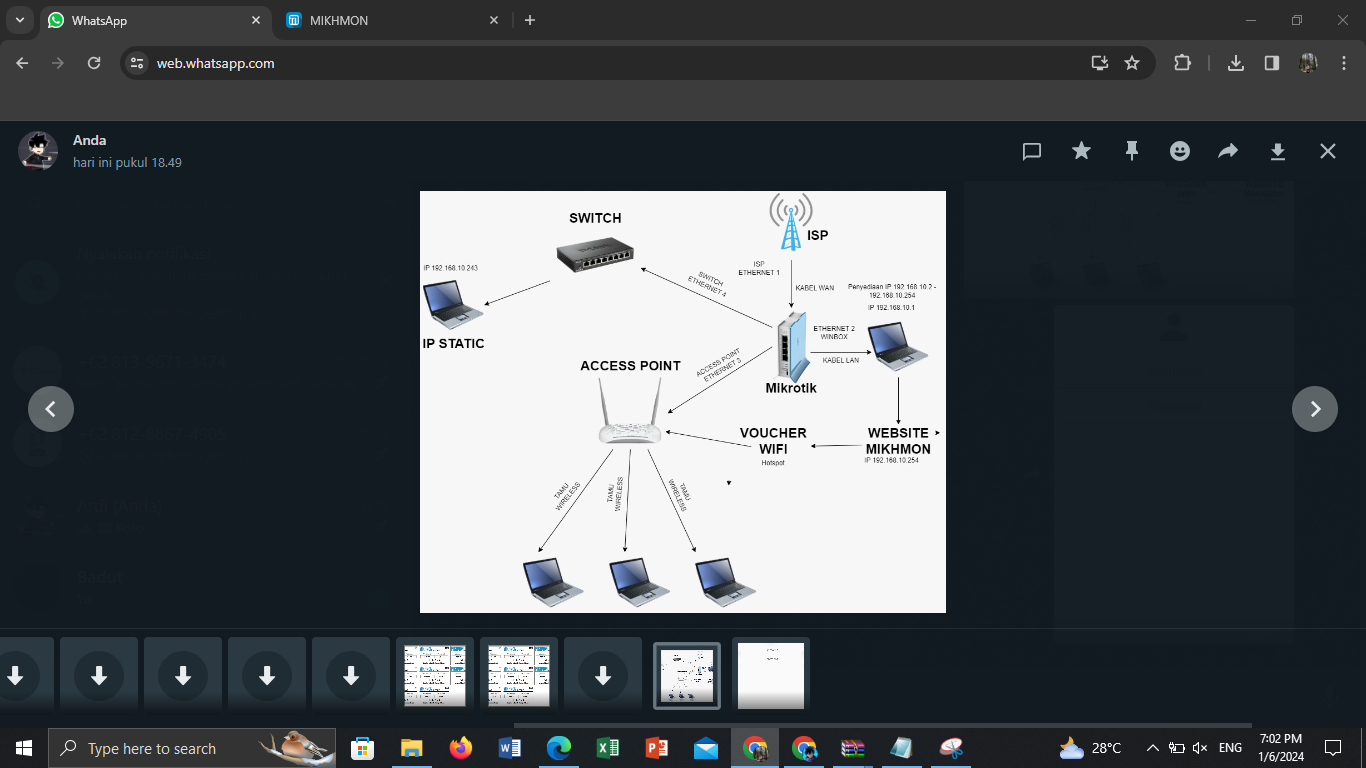 WhatsApp
MIKHMON
web.whatsapp.com
Anda
hari ini pukul 18.49
SWITCH
ISP
ISP
ETHERNET 1
KABEL WAN
IP 192.168.10.243
SWITCH
ETHERNET 4
Penyediaan IP 192.168.10.2 -
192.168.10.254
IP 192.168.10.1
ETHERNET 2
WINBOX
KABEL LAN
IP STATIC
ACCESS POINT
ETHERNET 3
Mikrotik
ACCESS POINT
VOUCHER
WIFI
Hotspot
WEBSITE
MIKHMON
IP 192.168.10.254
TAMU
WIRELESS
TAMU
WIRELESS
TAMU
WIRELESS
Type here to search
28°C
ENG
7:02 PM
1/6/2024